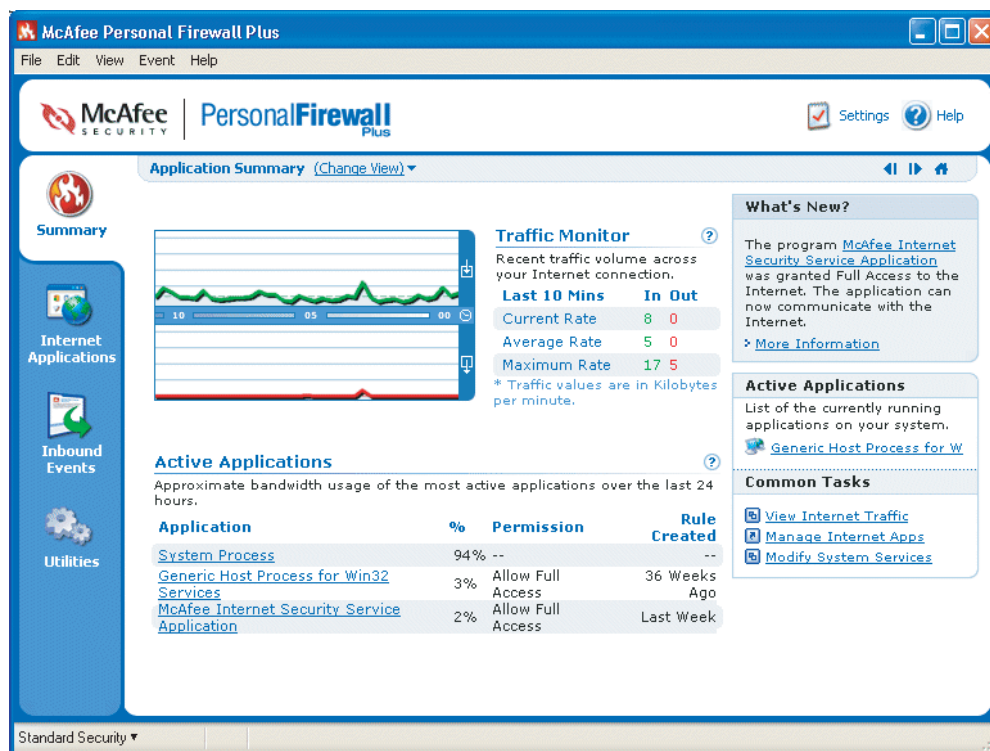 McAfee Personal Firewall Plus
File Edit View Event Help
McAfee
SECURITY
PersonalFirewall
Plus
Settings
Help
Application Summary (Change View)
Summary
Internet
Applications
Inbound
Events
Utilities
10 05 00
Traffic Monitor ?
Recent traffic volume across
your Internet connection.
Last 10 Mins In Out
Current Rate 8 0
Average Rate 5 0
Maximum Rate 17 5
* Traffic values are in Kilobytes
per minute.
Active Applications ?
Approximate bandwidth usage of the most active applications over the last 24
hours.
Application % Permission Rule
Created
System Process 94% -- --
Generic Host Process for Win32
Services
3% Allow Full
Access
36 Weeks
Ago
McAfee Internet Security Service
Application
2% Allow Full
Access
Last Week
What's New?
The program McAfee Internet
Security Service Application
was granted Full Access to the
Internet. The application can
now communicate with the
Internet.
More Information
Active Applications
List of the currently running
applications on your system.
Generic Host Process for W
Common Tasks
View Internet Traffic
Manage Internet Apps
Modify System Services
Standard Security